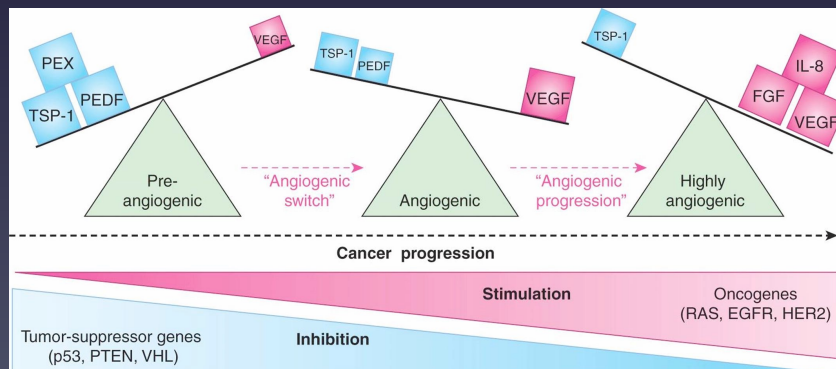 PEX
TSP-1
PEDF
VEGF
TSP-1
PEDF
VEGF
TSP-1
IL-8
FGF
VEGF
Pre-
angiogenic
"Angiogenic
switch"
Angiogenic
"Angiogenic
progression"
Highly
angiogenic
Cancer progression
Stimulation
Oncogenes
(RAS, EGFR, HER2)
Tumor-suppressor genes
(p53, PTEN, VHL)
Inhibition